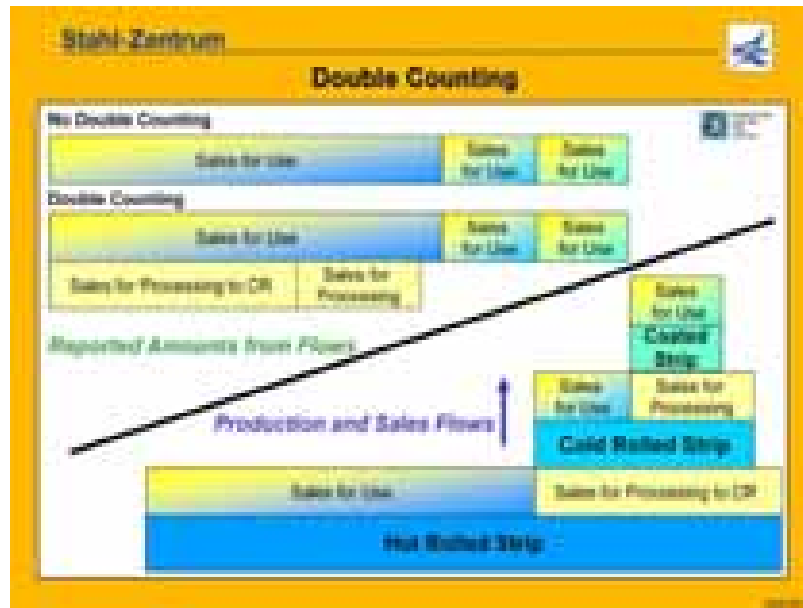 Stahl-Zentrum
Double Counting
No Double Counting
Sales for Use
Sales
for Use
Sales
for Use
Double Counting
Sales for Use
Sales
for Use
Sales
for Use
Sales for Processing to CR
Sales for
Processing
Reported Amounts from Flows
Sales
for Use
Coated
Strip
Sales
for Use
Sales for
Processing
Production and Sales Flows
Cold Rolled Strip
Sales for Use
Sales for Processing to CR
Hot Rolled Strip